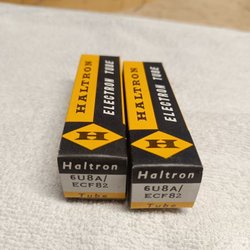 HALTRON
ELECTRON TUBE
H
Haltron
6U8A/
ECF82
Tube
HALTRON
ELECTRON TUBE
H
Haltron
6U8A/
ECF82
Tube